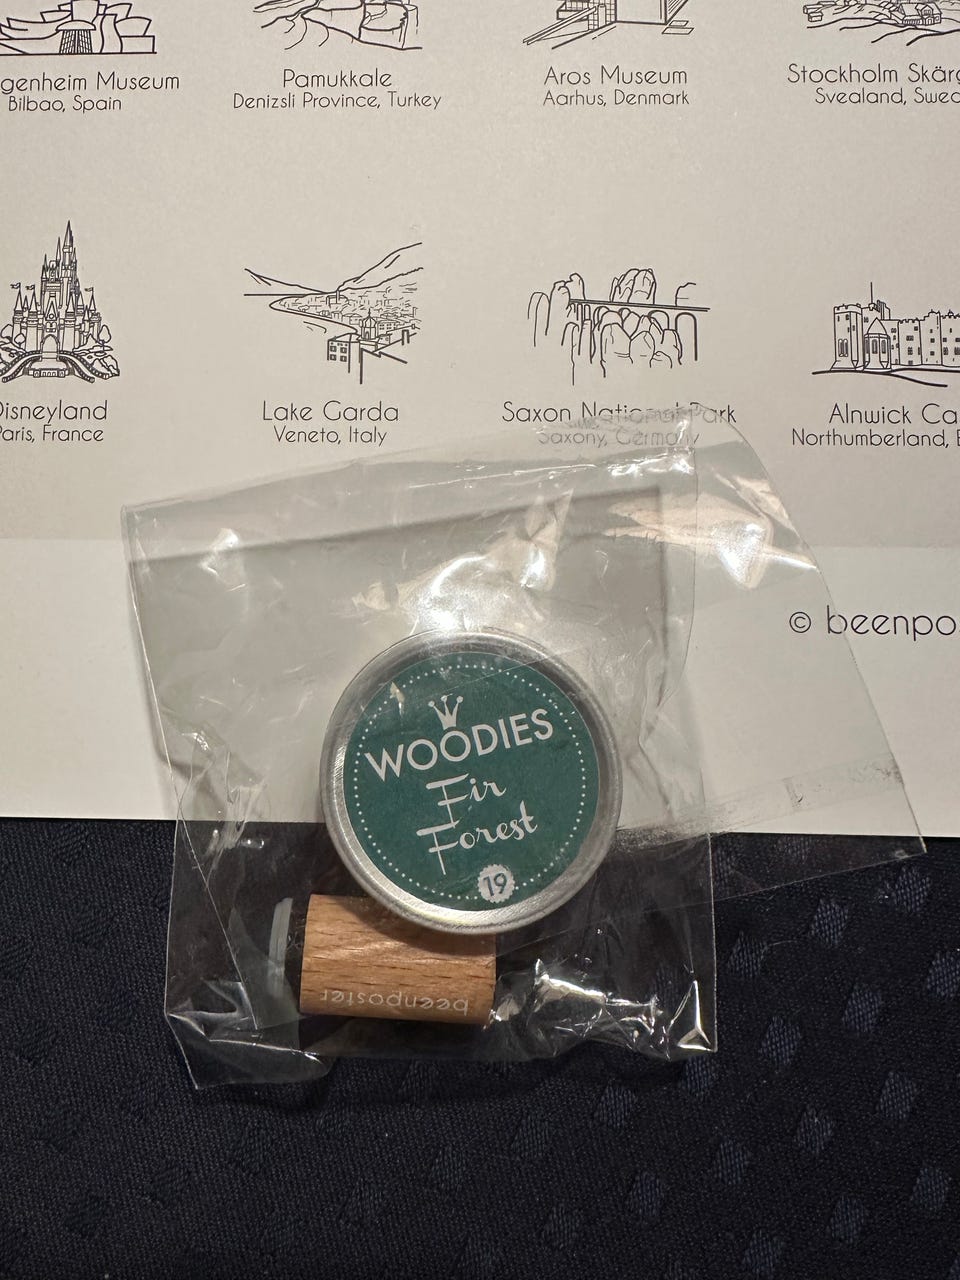 genheim Museum
Bilbao, Spain
Pamukkale
Denizsli Province, Turkey
Aros Museum
Aarhus, Denmark
Stockholm Skärg
Svealand, Swed
Disneyland
Paris, France
Lake Garda
Veneto, Italy
Saxon National Park
Saxony, Germany
Alnwick Ca
Northumberland, E
© beenpo
WOODIES
Fir
Forest
19
beenposter